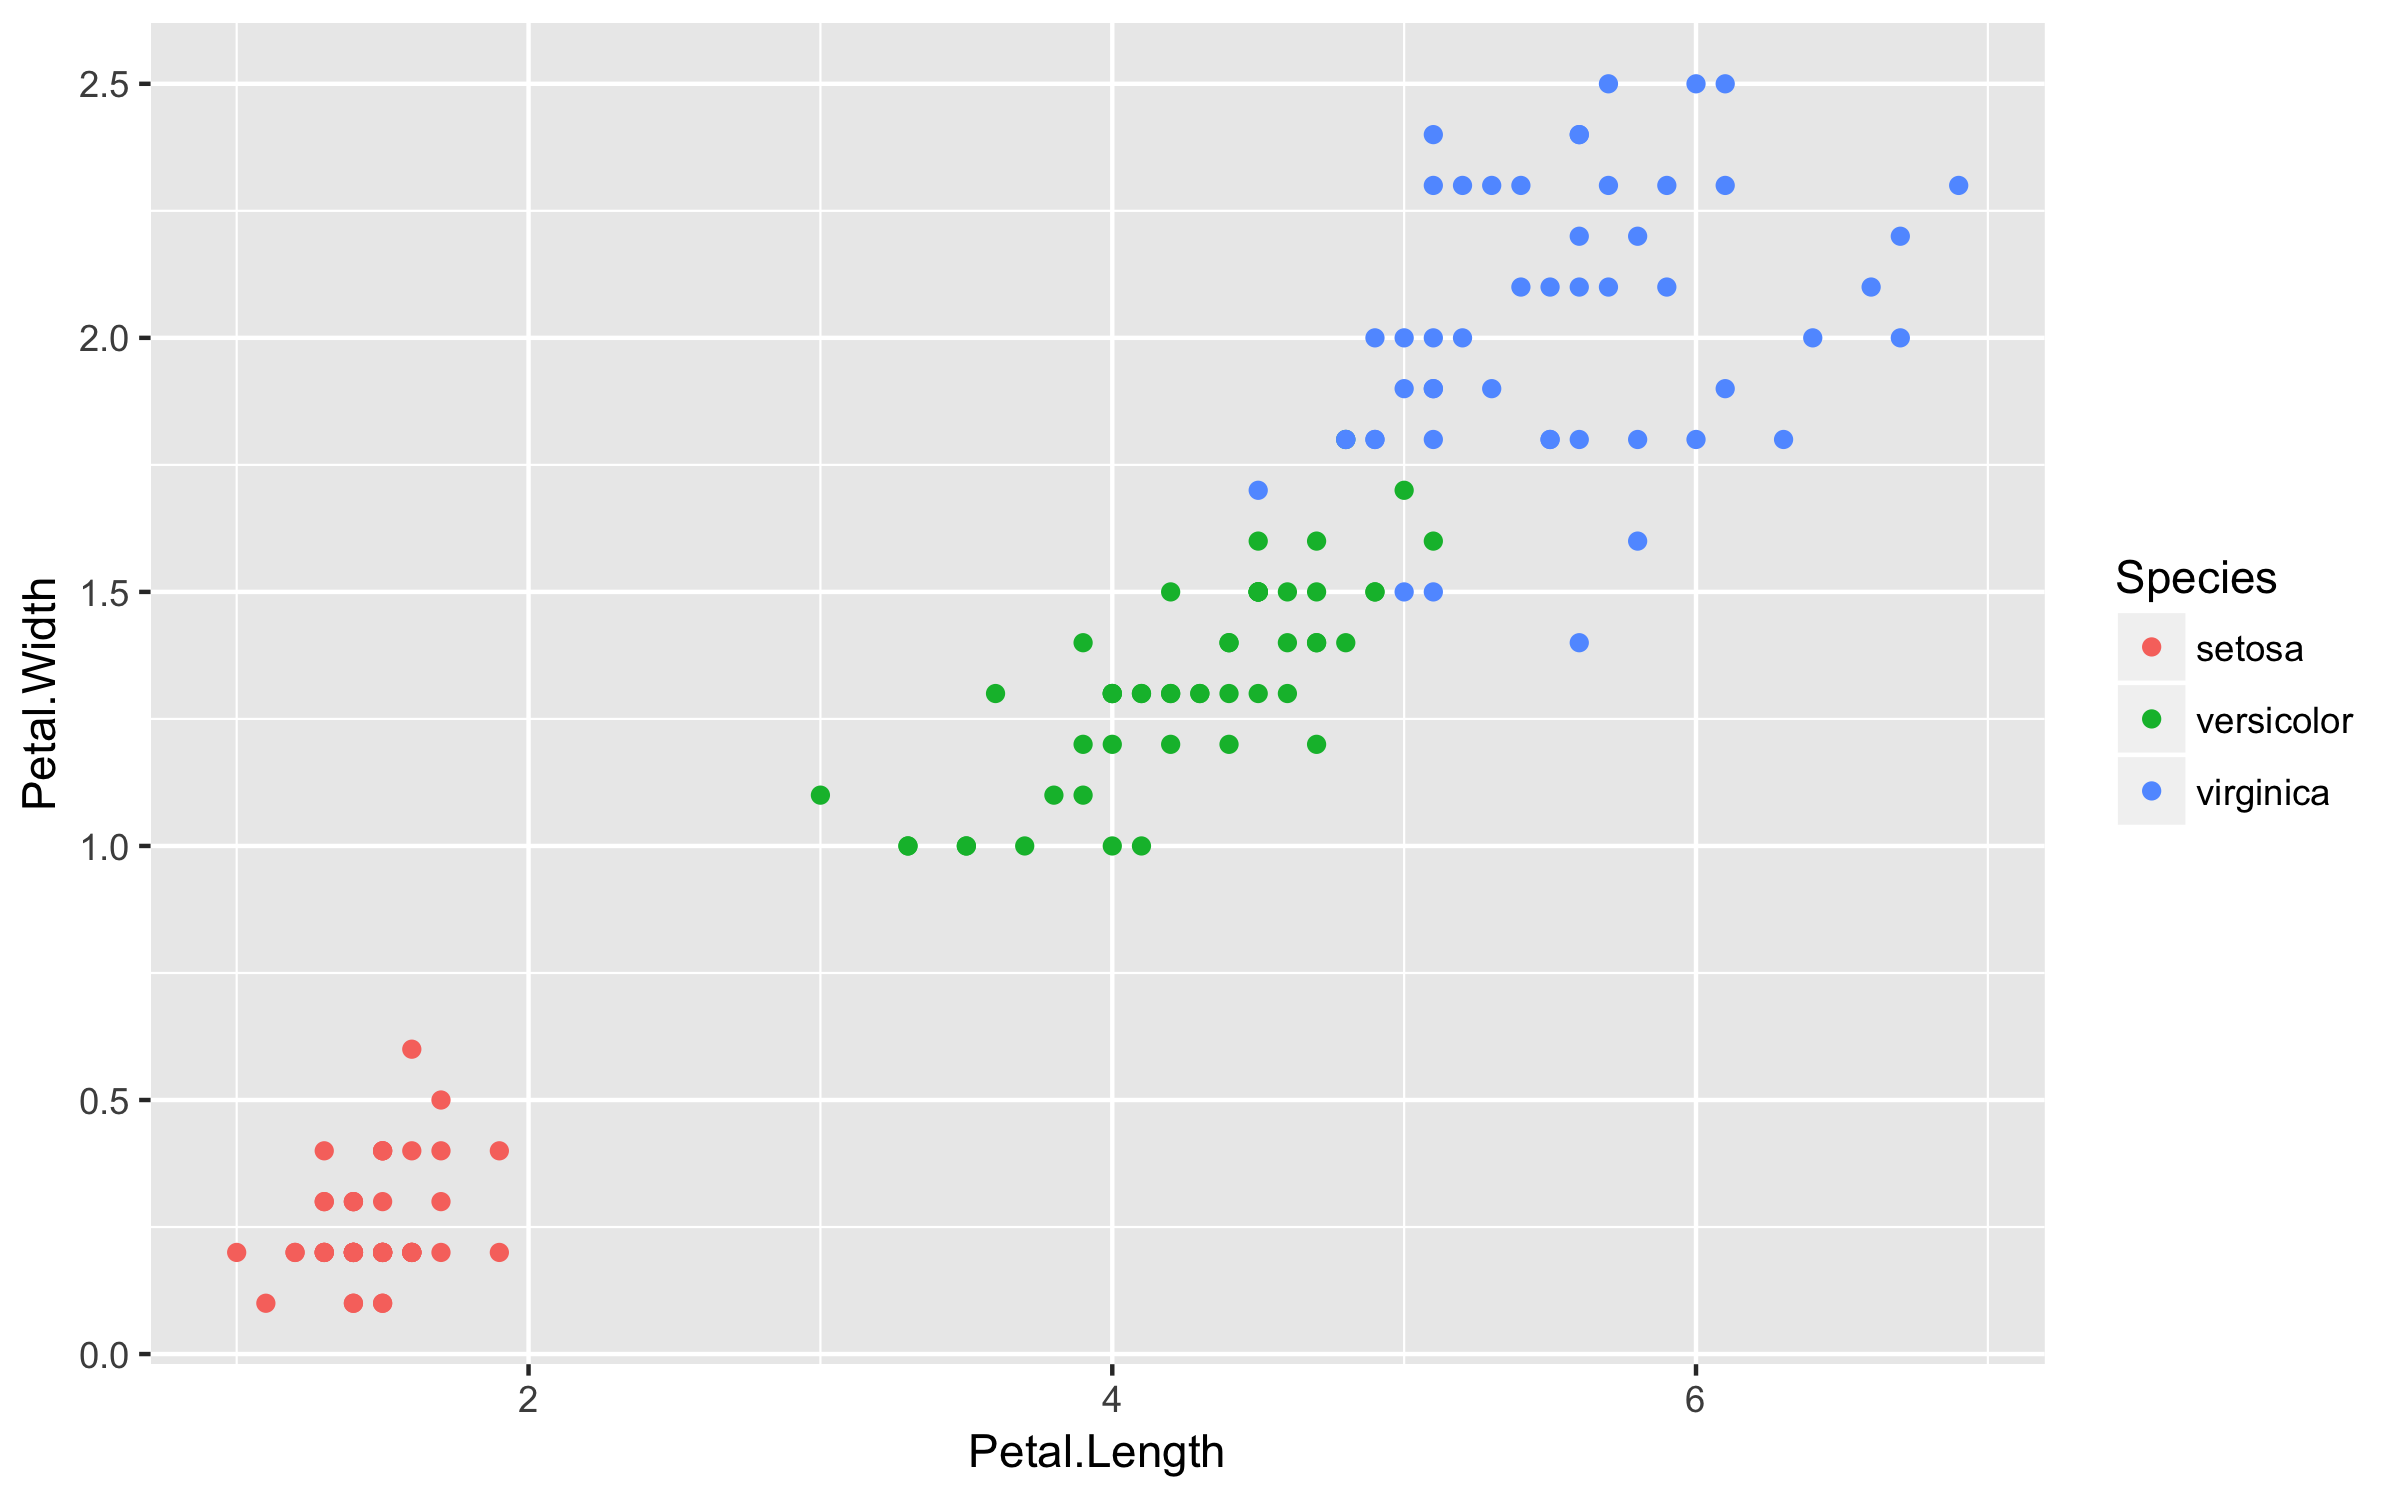 2.5
2.0
1.5
1.0
0.5
0.0
Petal.Width
2 4 6
Petal.Length
Species
setosa
versicolor
virginica